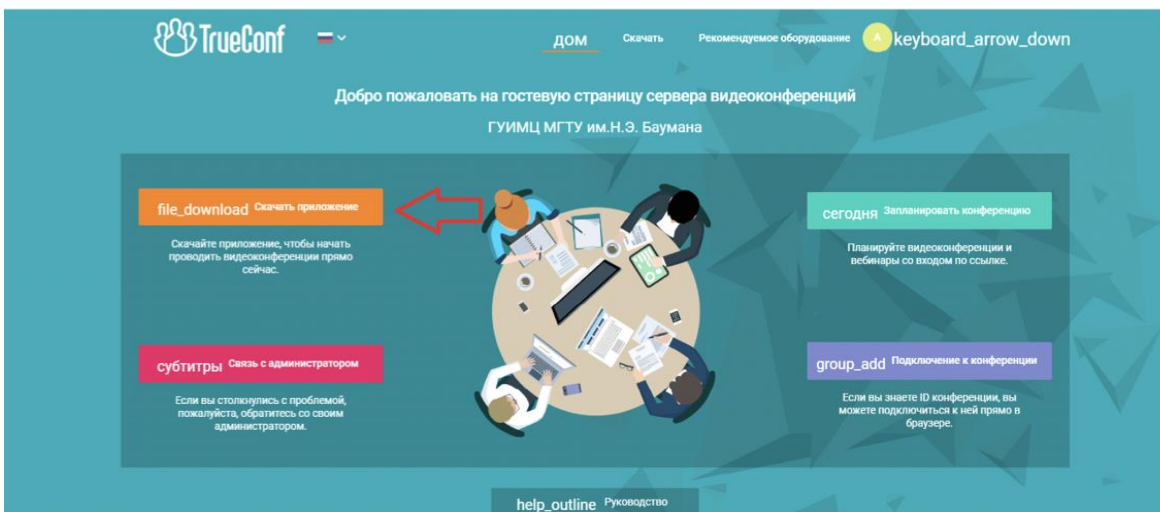 TrueConf
дом Скачать Рекомендуемое оборудование A keyboard_arrow_down
Добро пожаловать на гостевую страницу сервера видеоконференций
ГУИМЦ МГТУ им.Н.Э. Баумана
file_download Скачать приложение
Скачайте приложение, чтобы начать
проводить видеоконференции прямо
сейчас.
сегодня Запланировать конференцию
Планируйте видеоконференции и
вебинары со входом по ссылке.
субтитры Связь с администратором
Если вы столкнулись с проблемой,
пожалуйста, обратитесь со своим
администратором.
group_add Подключение к конференции
Если вы знаете ID конференции, вы
можете подключиться к ней прямо в
браузере.
help_outline Руководство